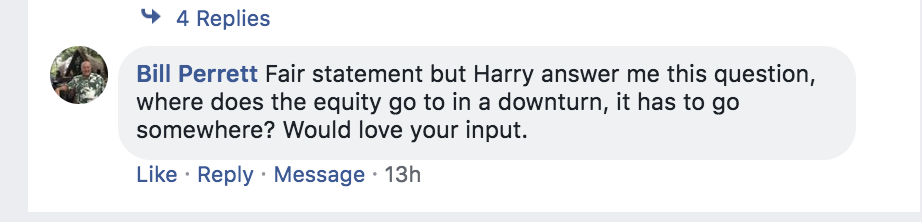 4 Replies
Bill Perrett Fair statement but Harry answer me this question,
where does the equity go to in a downturn, it has to go
somewhere? Would love your input.
Like · Reply · Message · 13h